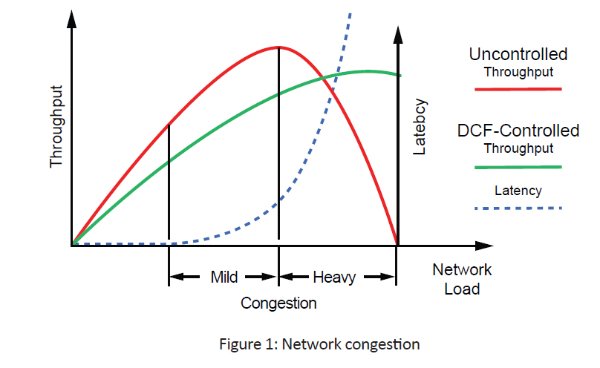 Throughput
Latebcy
Uncontrolled
Throughput
DCF-Controlled
Throughput
Latency
Mild
Heavy
Congestion
Network
Load
Figure 1: Network congestion